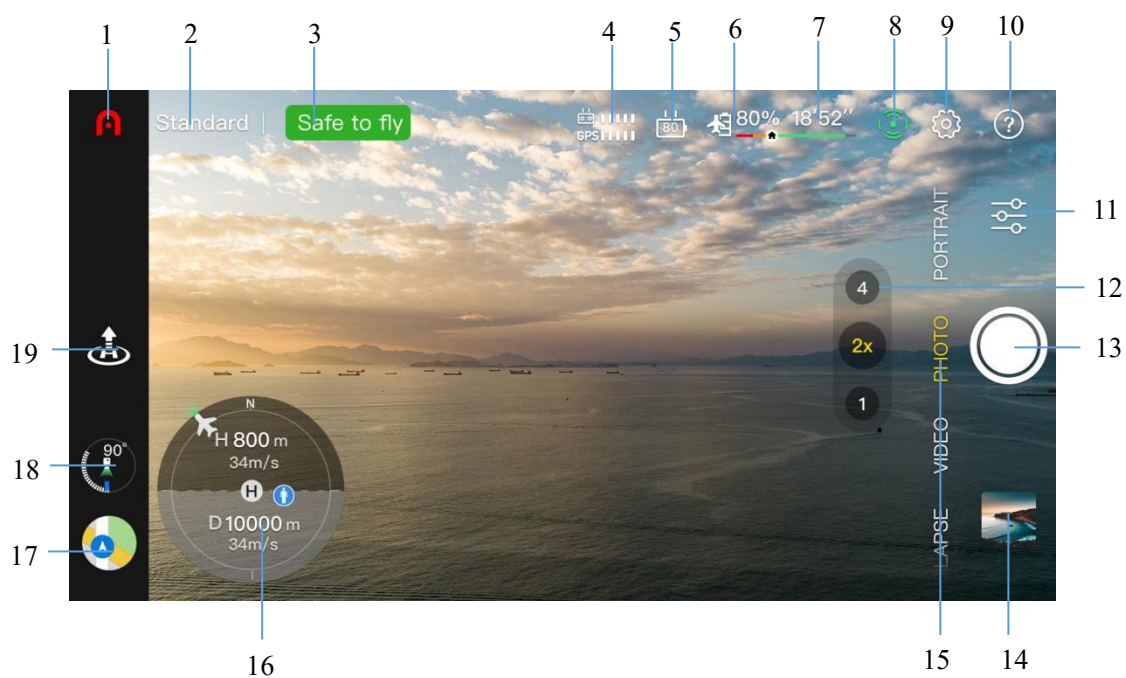 1 2 3 4 5 6 7 8 9 10
Standard | Safe to fly
GPS
80
80% 18'52''
?
PORTRAIT
11
4
12
2x
PHOTO
13
19
1
N
H 800 m
34m/s
90°
18
VIDEO
H
D 10000 m
34m/s
17
LAPSE
16
15
14